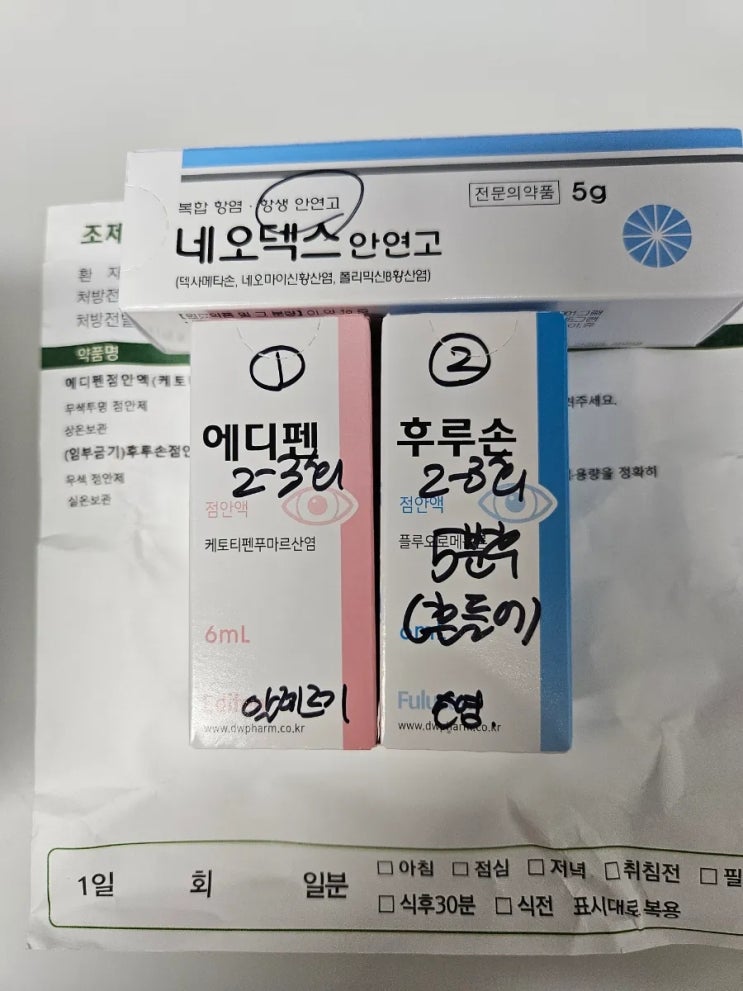 복합 항염·항생 안연고
전문의약품 5g
네오덱스 안연고
(덱사메타손, 네오마이신황산염, 폴리믹신B황산염)
조제
환 자
처방전
처방전발
약품명
에디펜점안액(케토
무색투명 점안제
상온보관
(임부금기)후루손점안
무색 점안제
실온보관
여주세요.
용량을 정확히
①
에디펜
2-3회
점안액
케토티펜푸마르산염
6mL
알레르기
www.dwpharm.co.kr
②
후루손
2-3회
점안액
플루오로메
5분후
(흔들어)
Fulu
염.
www.dwpharm.co.kr
1일 회 일분
□ 아침 □ 점심 □ 저녁 □ 취침전 □ 필
□ 식후30분 □ 식전 표시대로 복용